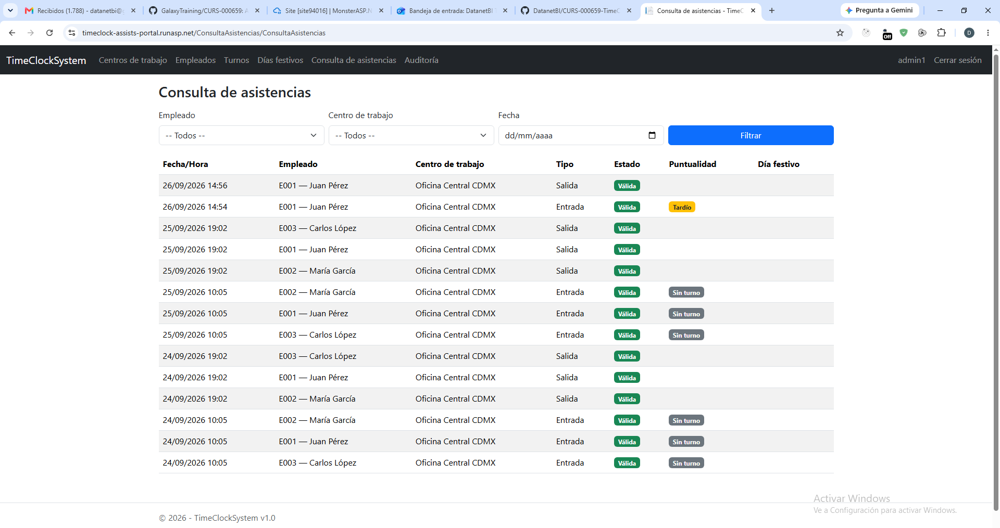 Recibidos (1.788) - datanetbi@g
GalaxyTraining/CURS-000659: A
Site [site94016] | MonsterASP.N
Bandeja de entrada: DatanetBI T
DatanetBI/CURS-000659-TimeC
Consulta de asistencias - TimeC
Pregunta a Gemini
timeclock-assists-portal.runasp.net/ConsultaAsistencias/ConsultaAsistencias
Off
D
TimeClockSystem Centros de trabajo Empleados Turnos Días festivos Consulta de asistencias Auditoría admin1 Cerrar sesión
Consulta de asistencias
Empleado Centro de trabajo Fecha
-- Todos -- -- Todos -- dd/mm/aaaa Filtrar
Fecha/Hora Empleado Centro de trabajo Tipo Estado Puntualidad Día festivo
26/09/2026 14:56 E001 — Juan Pérez Oficina Central CDMX Salida Válida
26/09/2026 14:54 E001 — Juan Pérez Oficina Central CDMX Entrada Válida Tardío
25/09/2026 19:02 E003 — Carlos López Oficina Central CDMX Salida Válida
25/09/2026 19:02 E001 — Juan Pérez Oficina Central CDMX Salida Válida
25/09/2026 19:02 E002 — María García Oficina Central CDMX Salida Válida
25/09/2026 10:05 E002 — María García Oficina Central CDMX Entrada Válida Sin turno
25/09/2026 10:05 E001 — Juan Pérez Oficina Central CDMX Entrada Válida Sin turno
25/09/2026 10:05 E003 — Carlos López Oficina Central CDMX Entrada Válida Sin turno
24/09/2026 19:02 E003 — Carlos López Oficina Central CDMX Salida Válida
24/09/2026 19:02 E001 — Juan Pérez Oficina Central CDMX Salida Válida
24/09/2026 19:02 E002 — María García Oficina Central CDMX Salida Válida
24/09/2026 10:05 E002 — María García Oficina Central CDMX Entrada Válida Sin turno
24/09/2026 10:05 E001 — Juan Pérez Oficina Central CDMX Entrada Válida Sin turno
24/09/2026 10:05 E003 — Carlos López Oficina Central CDMX Entrada Válida Sin turno
Activar Windows
Ve a Configuración para activar Windows.
© 2026 - TimeClockSystem v1.0